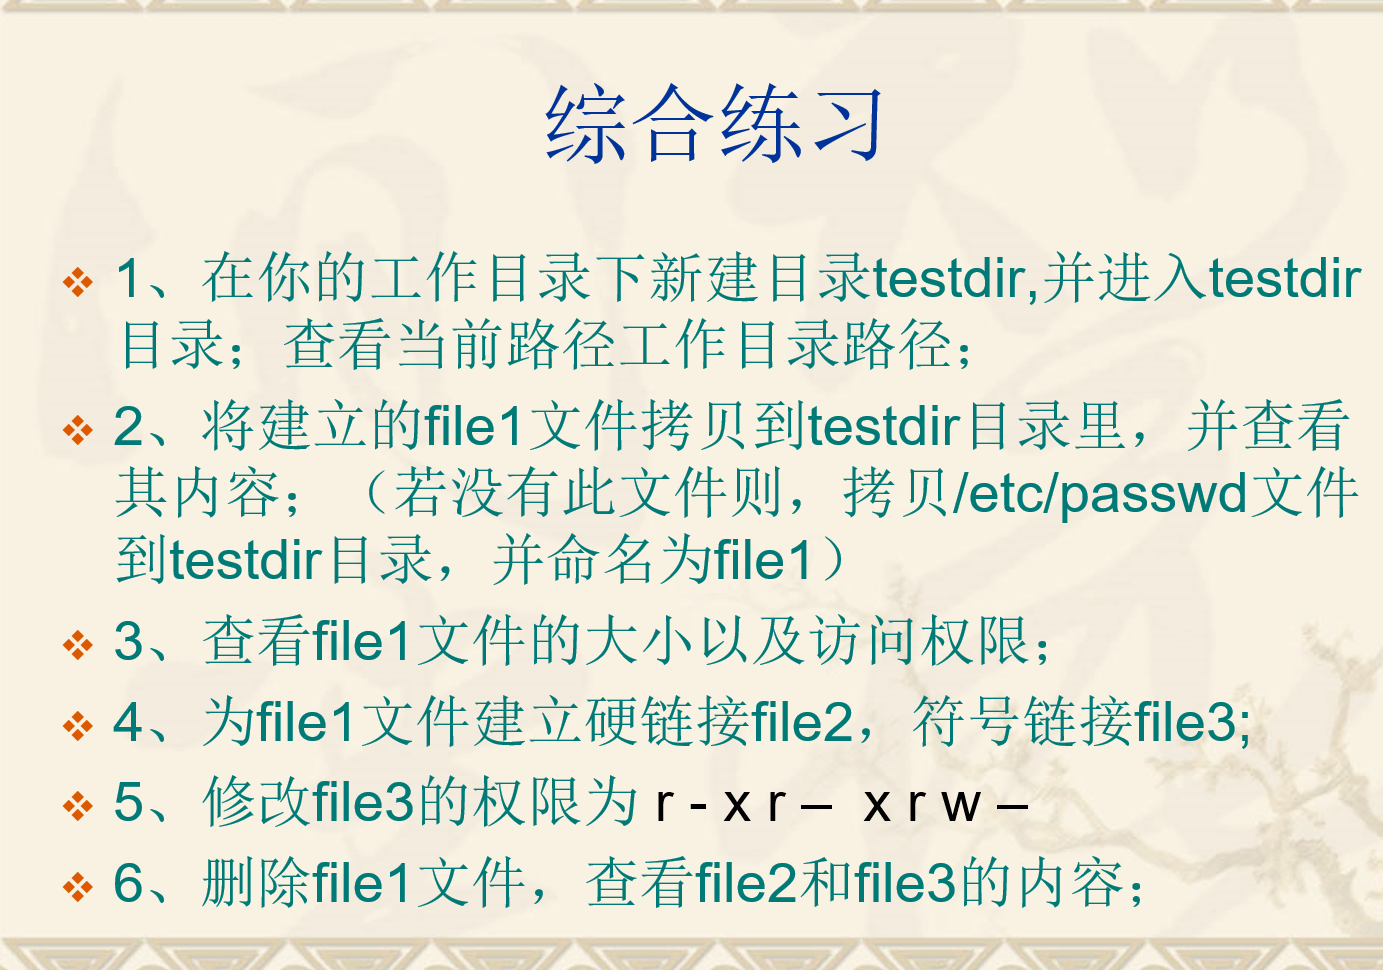 综合练习
1、在你的工作目录下新建目录testdir,并进入testdir
目录；查看当前路径工作目录路径；
2、将建立的file1文件拷贝到testdir目录里，并查看
其内容；（若没有此文件则，拷贝/etc/passwd文件
到testdir目录，并命名为file1）
3、查看file1文件的大小以及访问权限；
4、为file1文件建立硬链接file2，符号链接file3;
5、修改file3的权限为 r - x r –  x r w –
6、删除file1文件，查看file2和file3的内容；